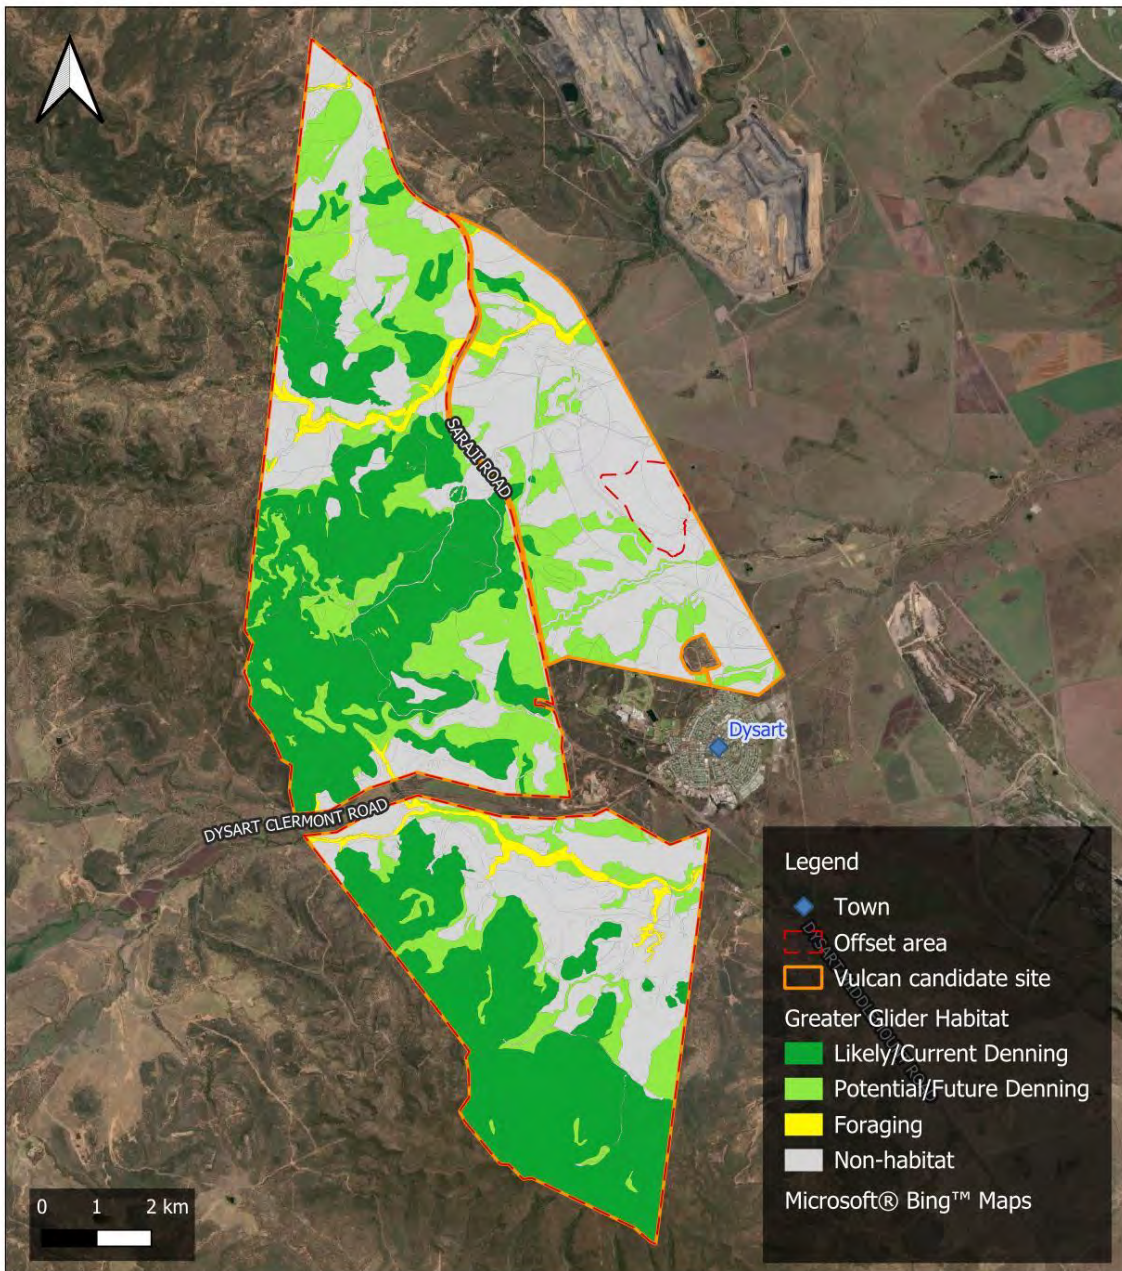 SARAJI ROAD
Dysart
DYSART CLERMONT ROAD
Legend
Town
Offset area
Vulcan candidate site
Greater Glider Habitat
Likely/Current Denning
Potential/Future Denning
Foraging
Non-habitat
Microsoft® Bing™ Maps
0 1 2 km